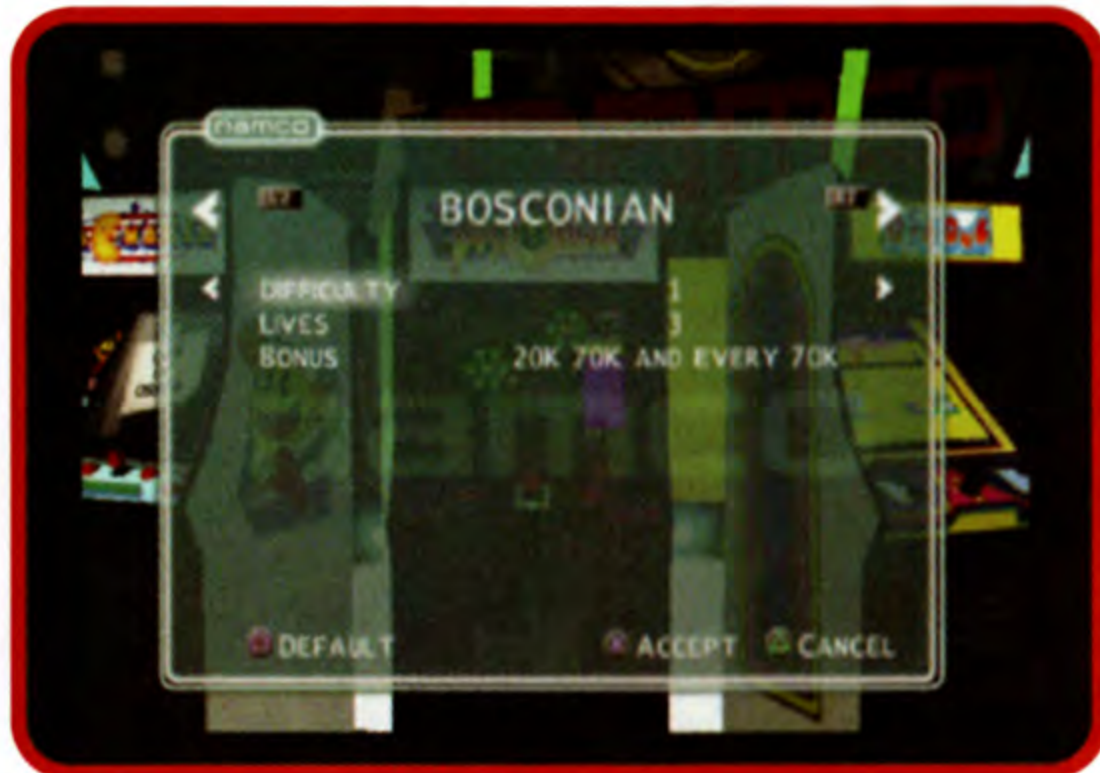 namco
BOSCONIAN
DIFFICULTY 1
LIVES 3
BONUS 20K 70K AND EVERY 70K
DEFAULT ACCEPT CANCEL